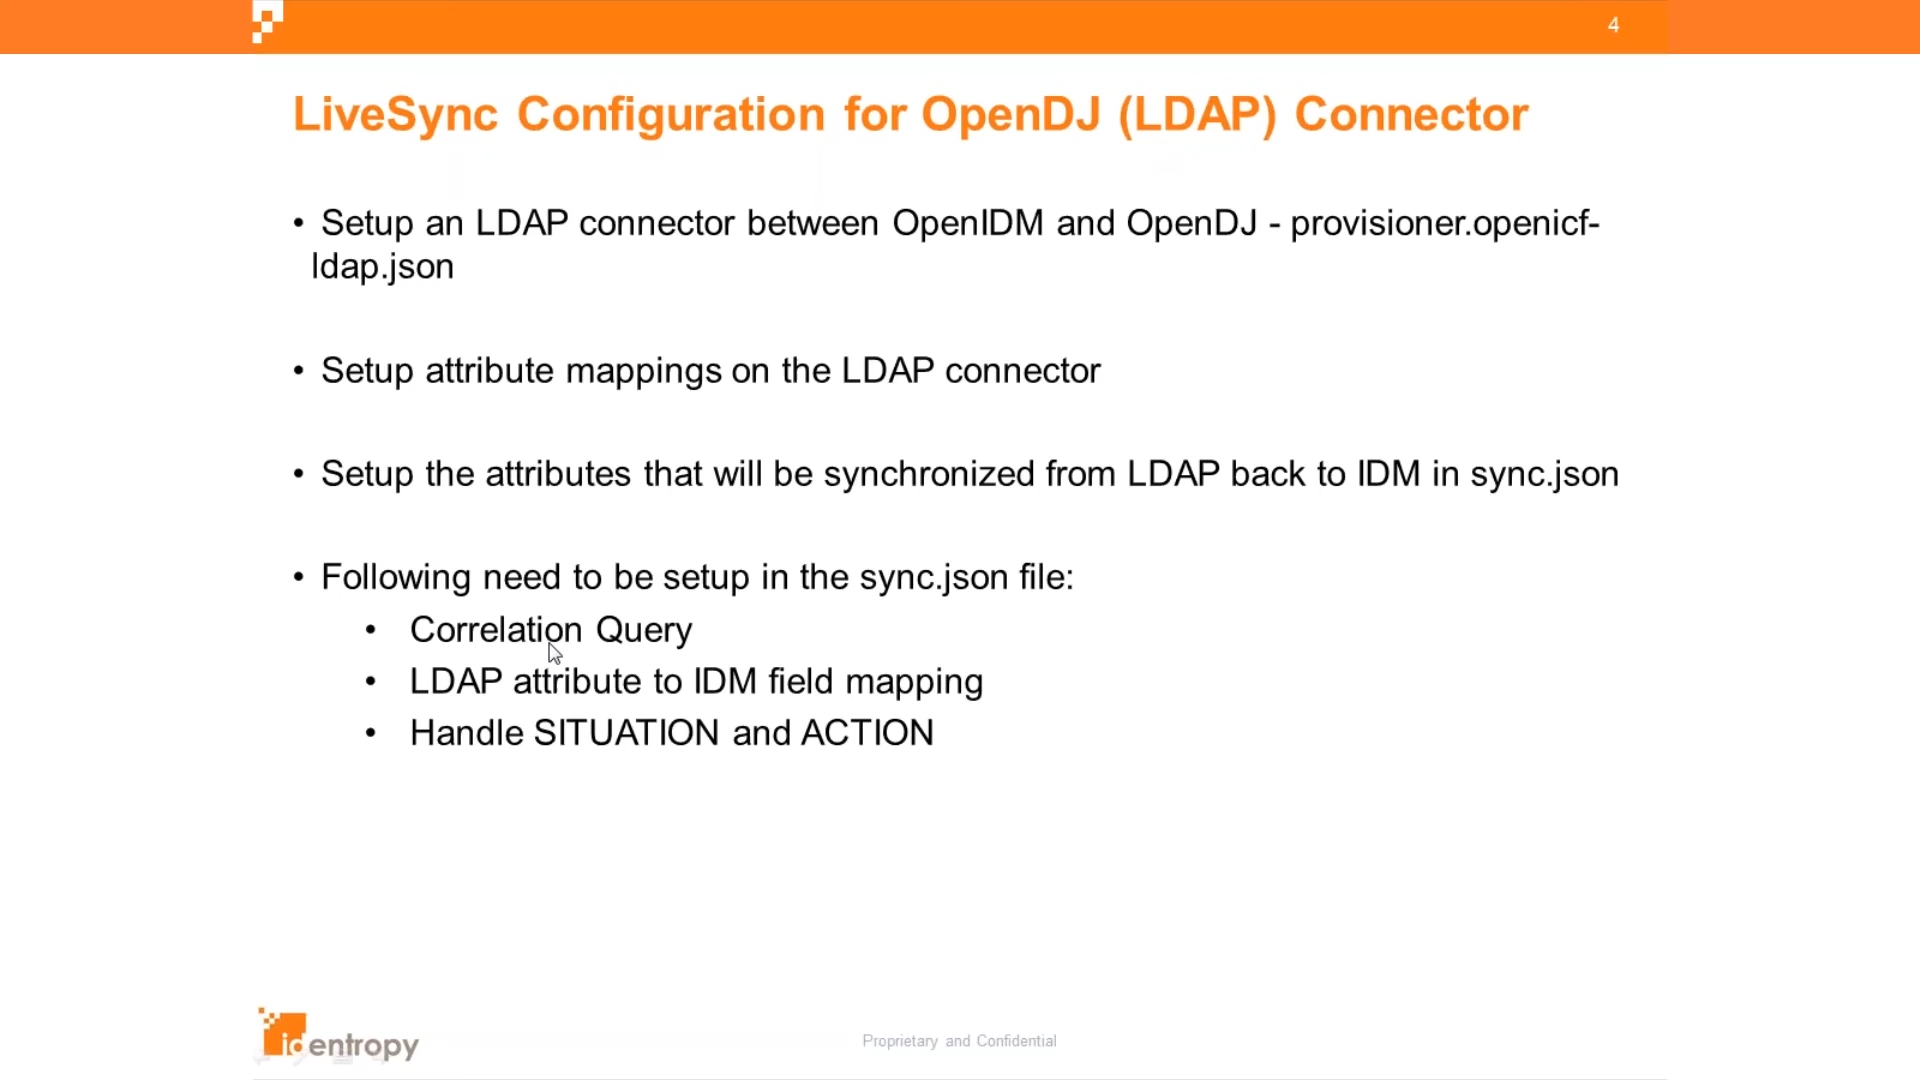 4
LiveSync Configuration for OpenDJ (LDAP) Connector
• Setup an LDAP connector between OpenIDM and OpenDJ - provisioner.openicf-
ldap.json
• Setup attribute mappings on the LDAP connector
• Setup the attributes that will be synchronized from LDAP back to IDM in sync.json
• Following need to be setup in the sync.json file:
• Correlation Query
• LDAP attribute to IDM field mapping
• Handle SITUATION and ACTION
identropy
Proprietary and Confidential